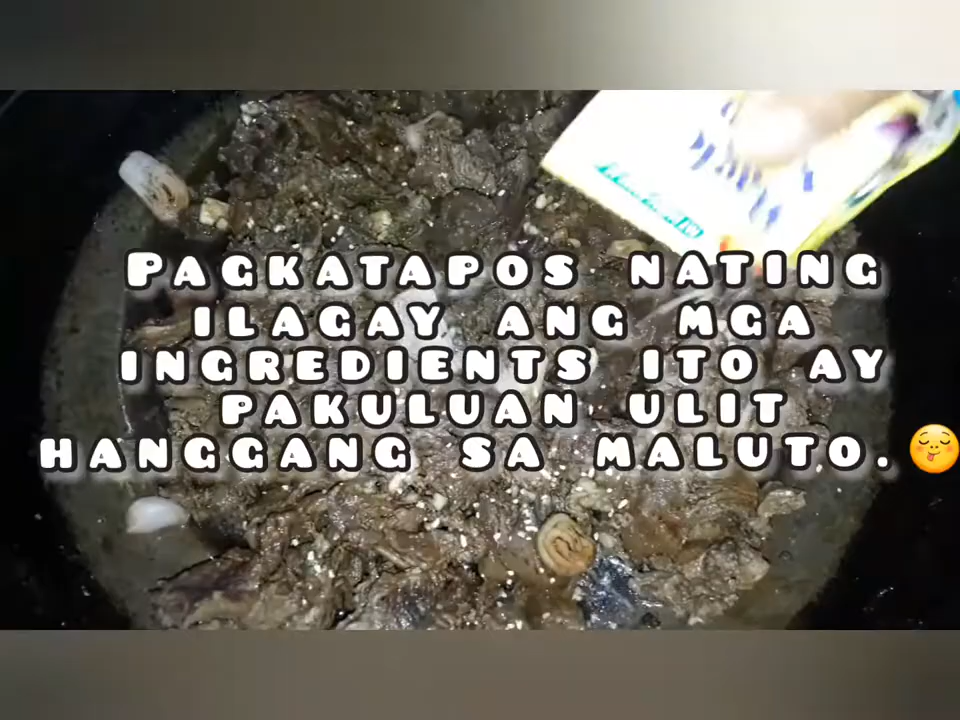 Pagkatapos nating
ilagay ang mga
ingredients ito ay
pakuluan ulit
hanggang sa maluto.